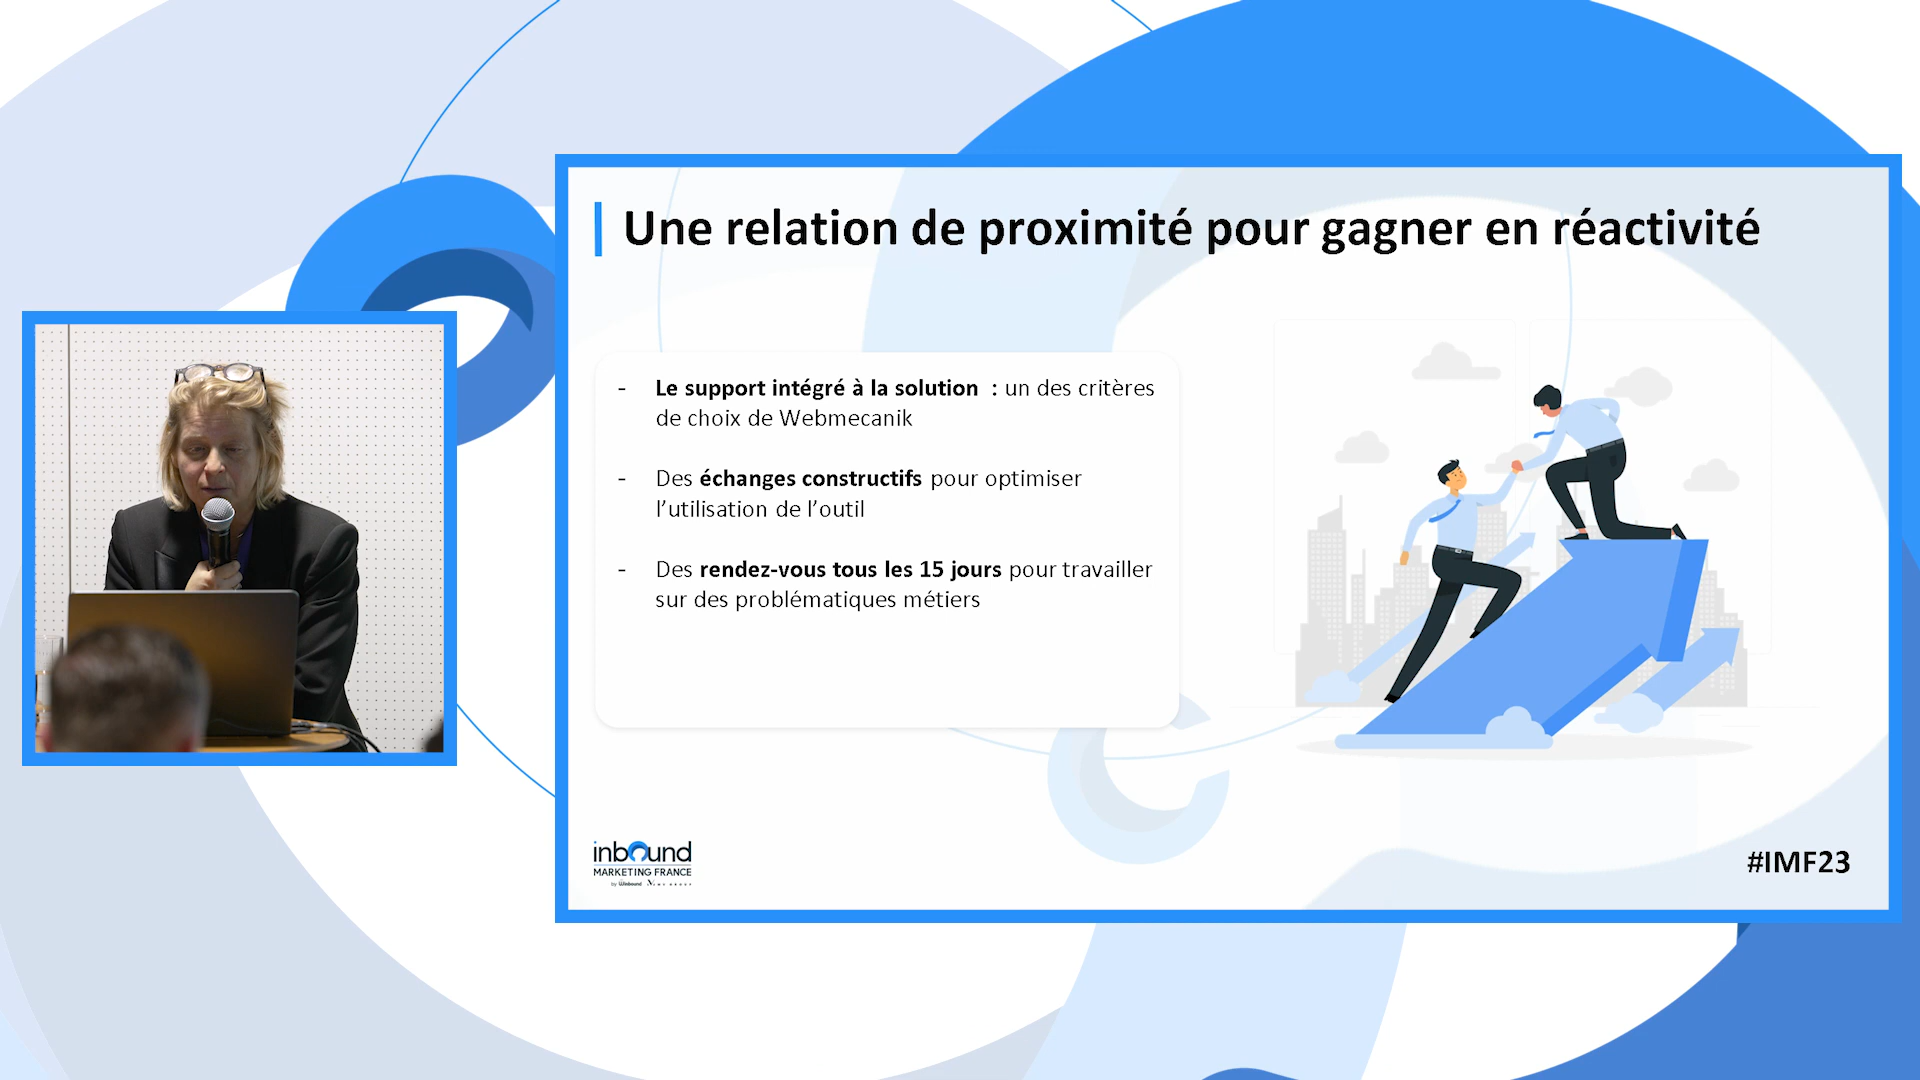 Une relation de proximité pour gagner en réactivité
- Le support intégré à la solution : un des critères
de choix de Webmecanik
- Des échanges constructifs pour optimiser
l’utilisation de l’outil
- Des rendez-vous tous les 15 jours pour travailler
sur des problématiques métiers
inbound
MARKETING FRANCE
by Winbound
#IMF23